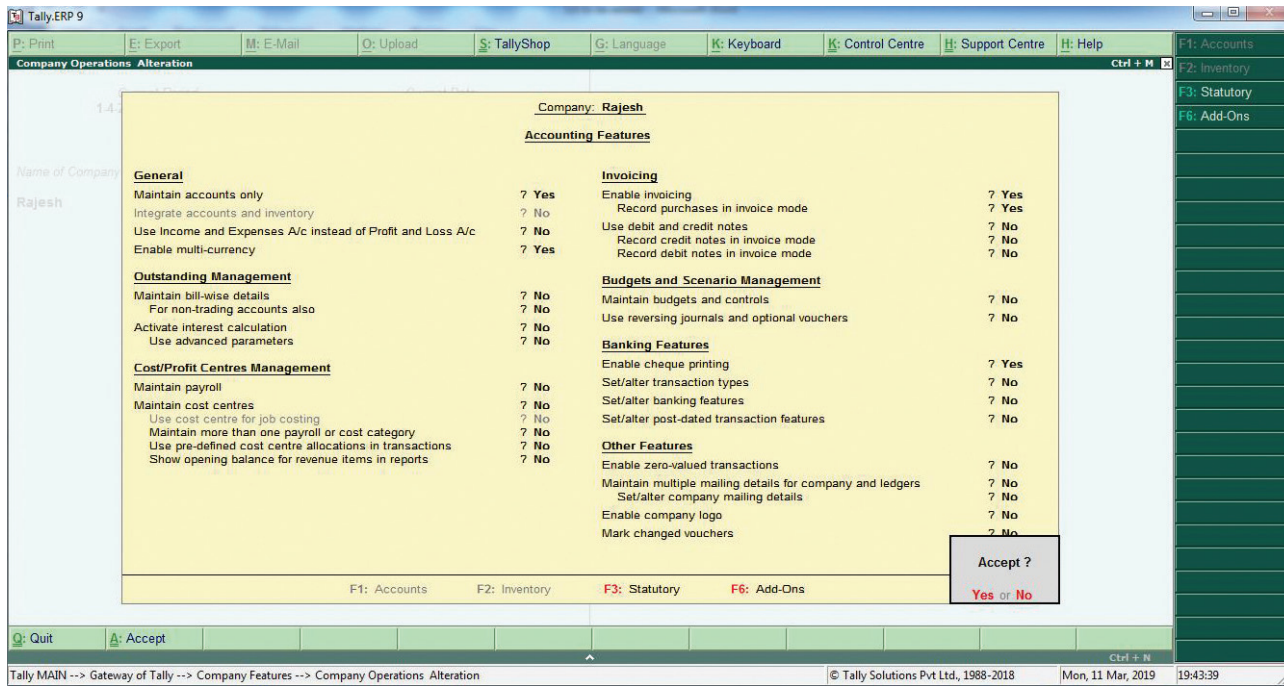 Tally.ERP 9
P: Print E: Export M: E-Mail O: Upload S: TallyShop G: Language K: Keyboard K: Control Centre H: Support Centre H: Help
F1: Accounts
F2: Inventory
F3: Statutory
F6: Add-Ons
Company Operations Alteration Ctrl + M
1-4-2
Name of Company
Rajesh
Company: Rajesh
Accounting Features
General
Maintain accounts only ? Yes
Integrate accounts and inventory ? No
Use Income and Expenses A/c instead of Profit and Loss A/c ? No
Enable multi-currency ? Yes
Outstanding Management
Maintain bill-wise details ? No
For non-trading accounts also ? No
Activate interest calculation ? No
Use advanced parameters ? No
Cost/Profit Centres Management
Maintain payroll ? No
Maintain cost centres ? No
Use cost centre for job costing ? No
Maintain more than one payroll or cost category ? No
Use pre-defined cost centre allocations in transactions ? No
Show opening balance for revenue items in reports ? No
Invoicing
Enable invoicing ? Yes
Record purchases in invoice mode ? Yes
Use debit and credit notes ? No
Record credit notes in invoice mode ? No
Record debit notes in invoice mode ? No
Budgets and Scenario Management
Maintain budgets and controls ? No
Use reversing journals and optional vouchers ? No
Banking Features
Enable cheque printing ? Yes
Set/alter transaction types ? No
Set/alter banking features ? No
Set/alter post-dated transaction features ? No
Other Features
Enable zero-valued transactions ? No
Maintain multiple mailing details for company and ledgers ? No
Set/alter company mailing details ? No
Enable company logo ? No
Mark changed vouchers ? No
Accept ?
Yes or No
F1: Accounts F2: Inventory F3: Statutory F6: Add-Ons
Q: Quit A: Accept
Ctrl + N
Tally MAIN --> Gateway of Tally --> Company Features --> Company Operations Alteration © Tally Solutions Pvt Ltd., 1988-2018 Mon, 11 Mar, 2019 19:43:39